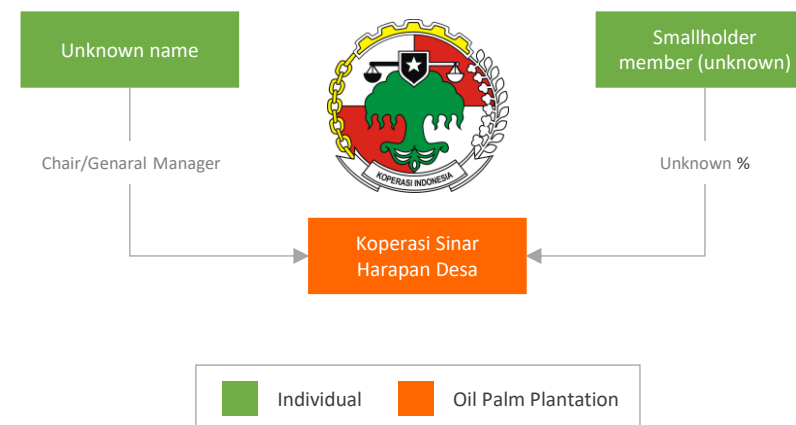 Unknown name
Smallholder
member (unknown)
KOPERASI INDONESIA
Chair/Genaral Manager
Unknown %
Koperasi Sinar
Harapan Desa
Individual
Oil Palm Plantation